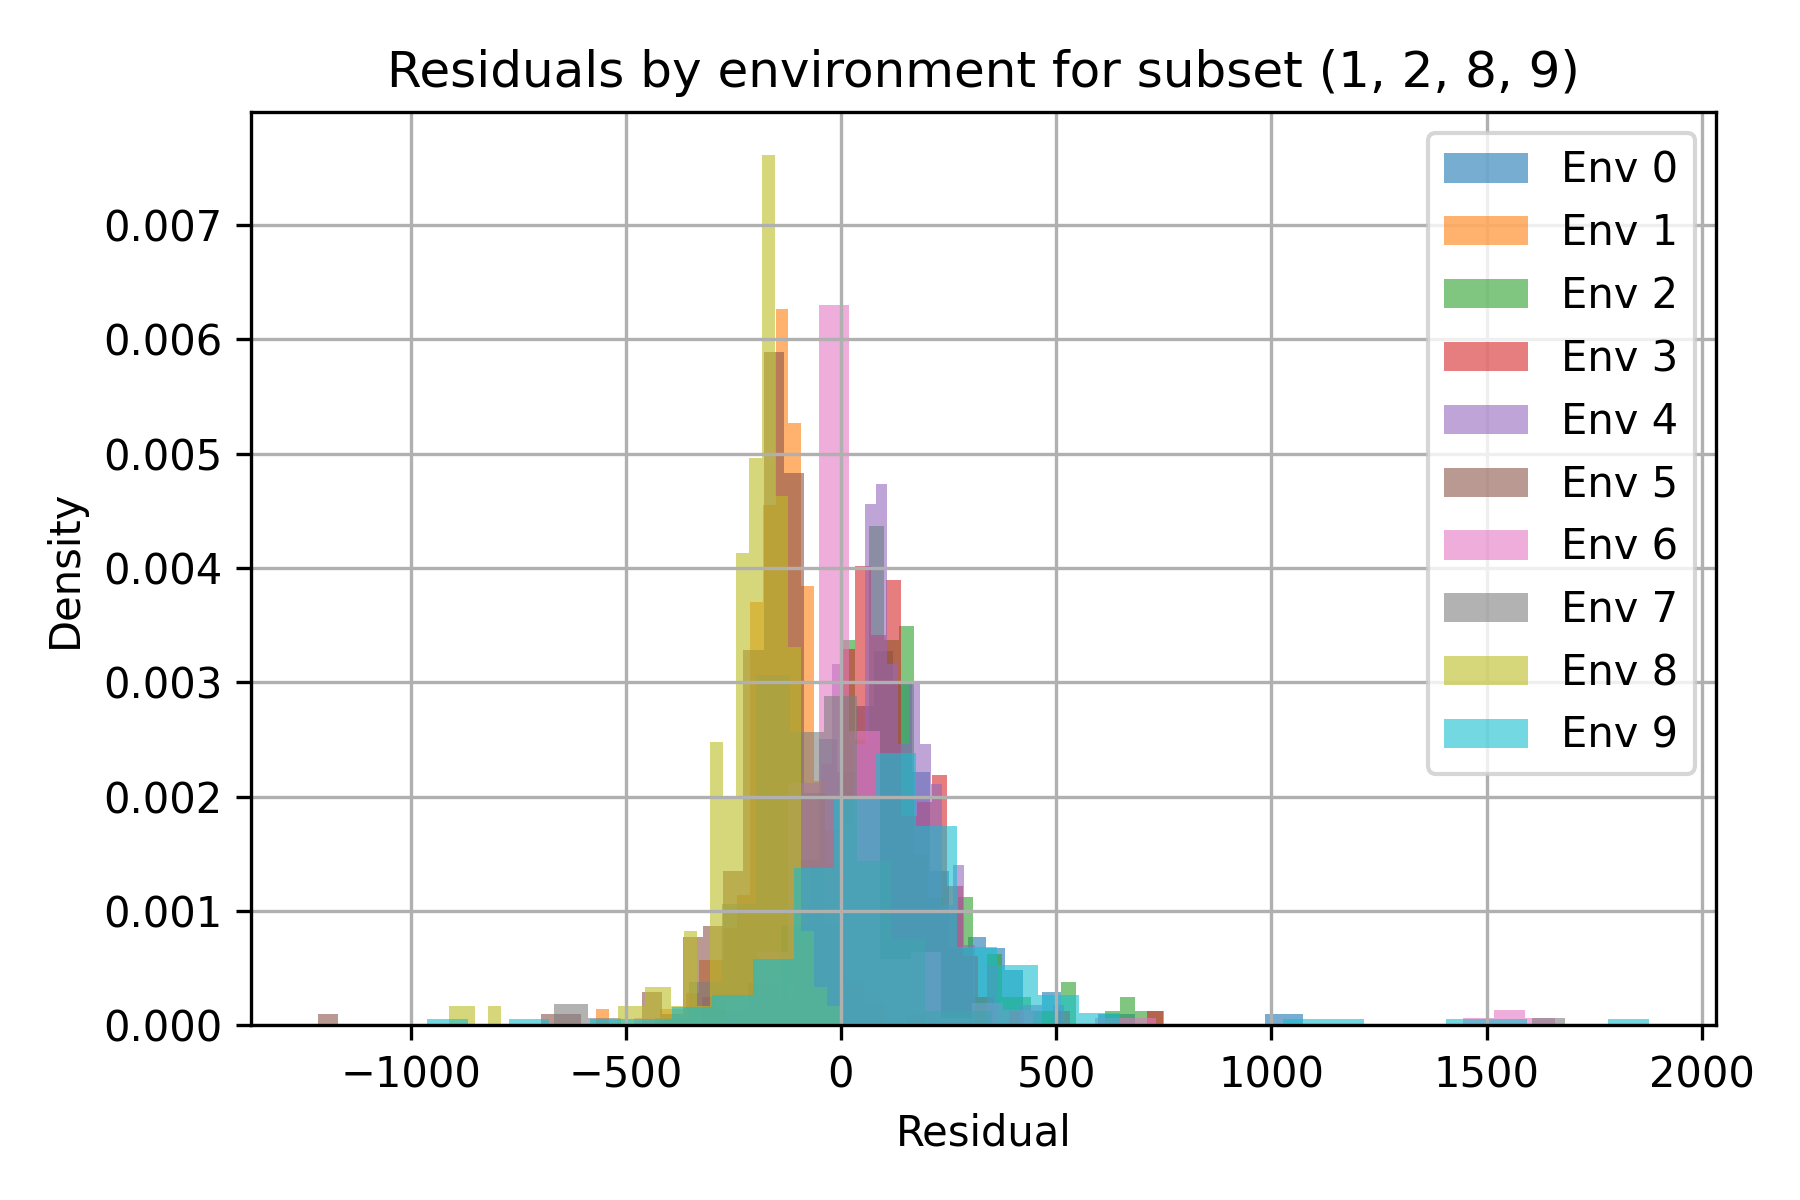 Residuals by environment for subset (1, 2, 8, 9)
Density
0.007
0.006
0.005
0.004
0.003
0.002
0.001
0.000
−1000
−500
0
500
1000
1500
2000
Residual
Env 0
Env 1
Env 2
Env 3
Env 4
Env 5
Env 6
Env 7
Env 8
Env 9